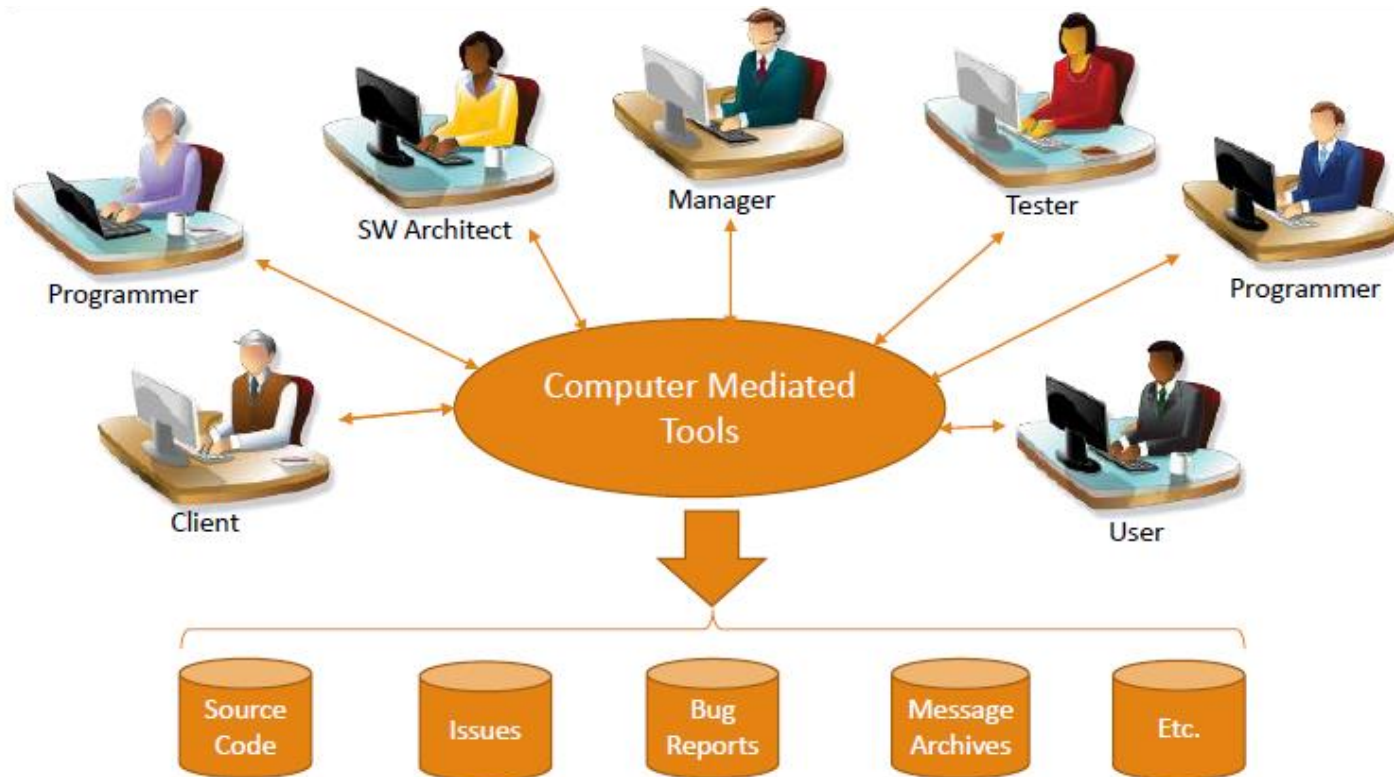 Manager
Tester
SW Architect
Programmer
Programmer
Computer Mediated
Tools
Client
User
Source
Code
Issues
Bug
Reports
Message
Archives
Etc.